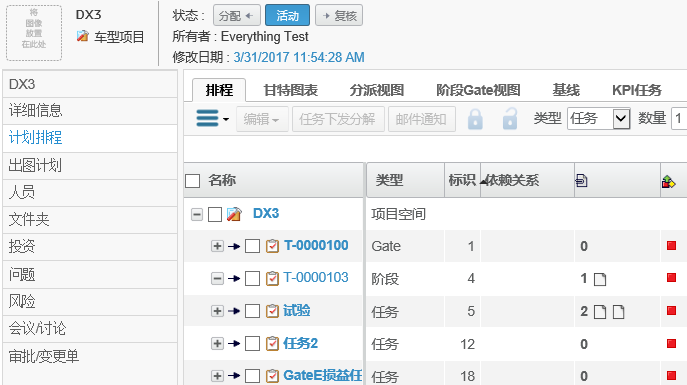 将
图像
放置
在此处
DX3
车型项目
状态 : 分配 活动 复核
所有者 : Everything Test
修改日期 : 3/31/2017 11:54:28 AM
DX3
详细信息
计划排程
出图计划
人员
文件夹
投资
问题
风险
会议/讨论
审批/变更单
排程 甘特图表 分派视图 阶段Gate视图 基线 KPI任务
编辑 任务下发分解 邮件通知 类型 任务 数量 1
名称 类型 标识 依赖关系
DX3 项目空间
T-0000100 Gate 1 0
T-0000103 阶段 4 1
试验 任务 5 2
任务2 任务 12 0
GateE损益任 任务 18 0